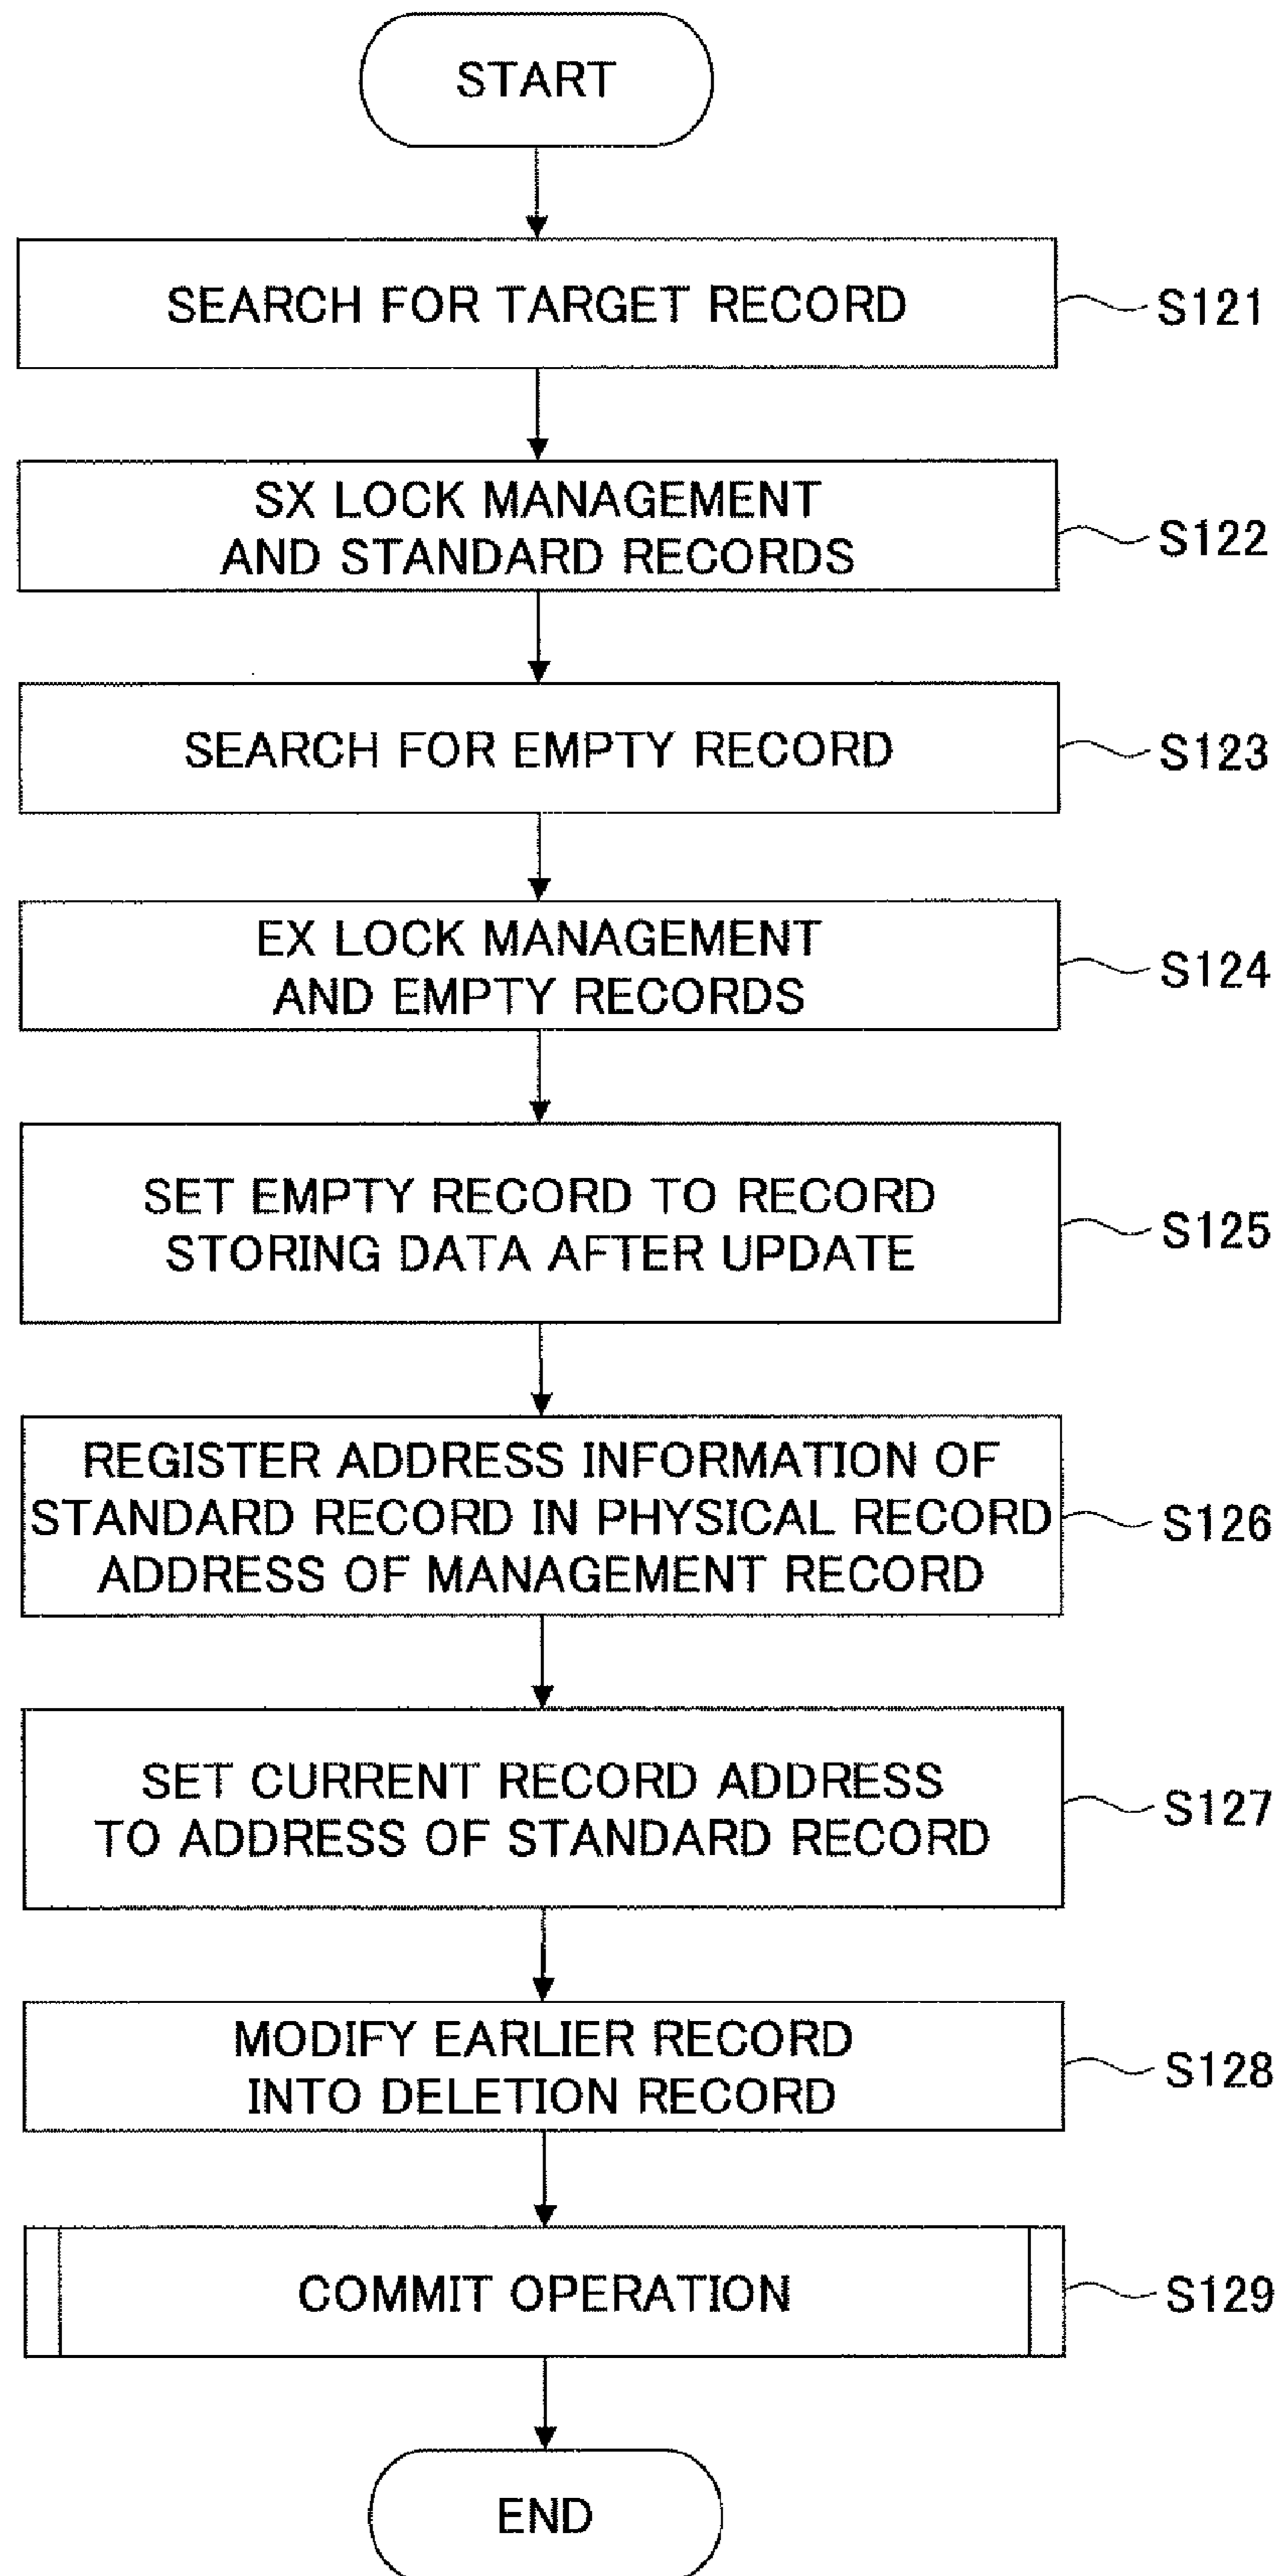 START
SEARCH FOR TARGET RECORD
S121
SX LOCK MANAGEMENT
AND STANDARD RECORDS
S122
SEARCH FOR EMPTY RECORD
S123
EX LOCK MANAGEMENT
AND EMPTY RECORDS
S124
SET EMPTY RECORD TO RECORD
STORING DATA AFTER UPDATE
S125
REGISTER ADDRESS INFORMATION OF
STANDARD RECORD IN PHYSICAL RECORD
ADDRESS OF MANAGEMENT RECORD
S126
SET CURRENT RECORD ADDRESS
TO ADDRESS OF STANDARD RECORD
S127
MODIFY EARLIER RECORD
INTO DELETION RECORD
S128
COMMIT OPERATION
S129
END